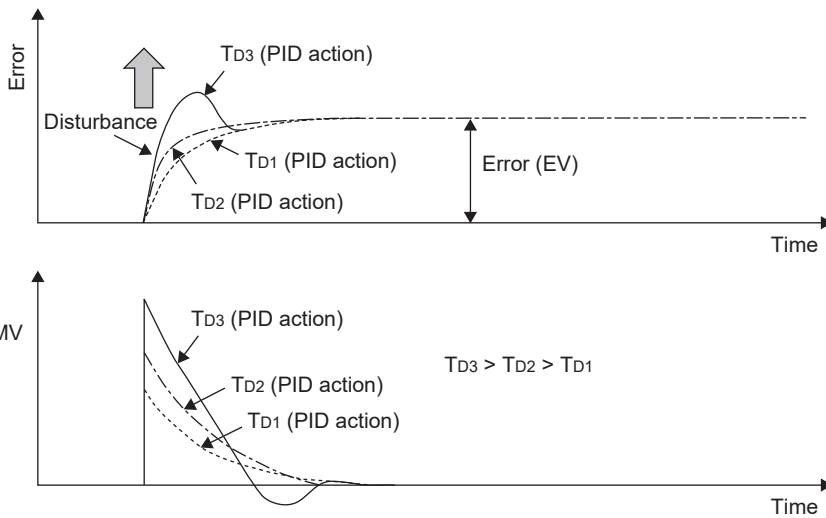 Error
TD3 (PID action)
Disturbance
TD1 (PID action)
Error (EV)
TD2 (PID action)
Time
MV
TD3 (PID action)
TD3 > TD2 > TD1
TD2 (PID action)
TD1 (PID action)
Time